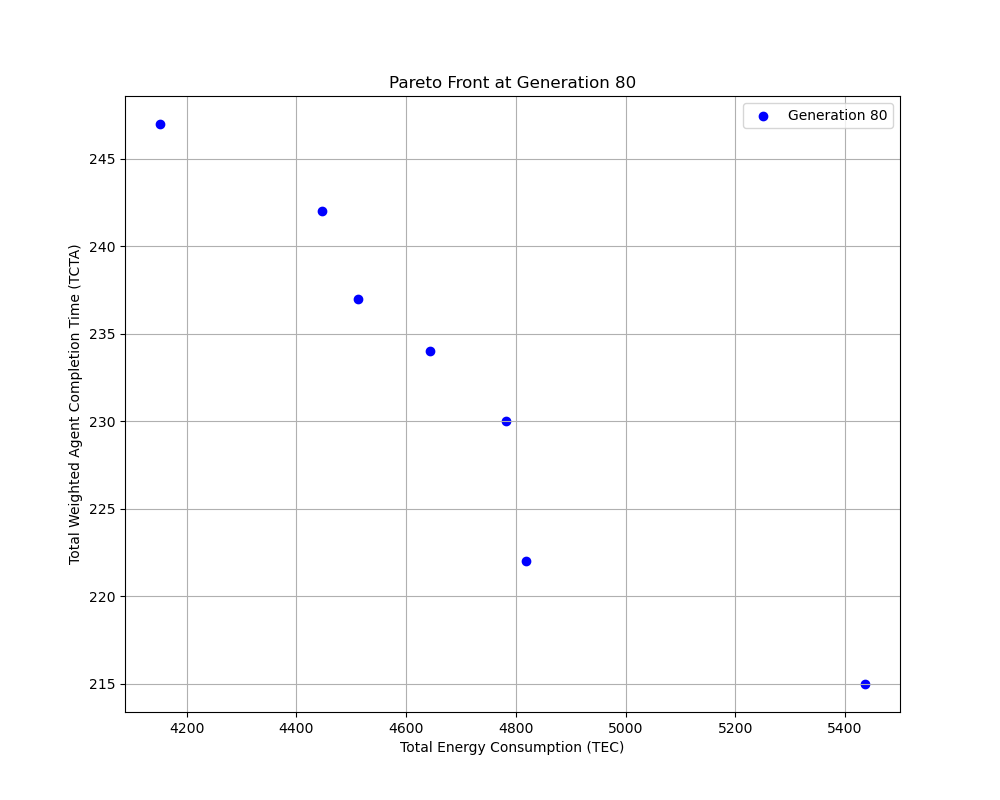 Pareto Front at Generation 80
Generation 80
245
240
235
230
225
220
215
Total Weighted Agent Completion Time (TCTA)
4200 4400 4600 4800 5000 5200 5400
Total Energy Consumption (TEC)